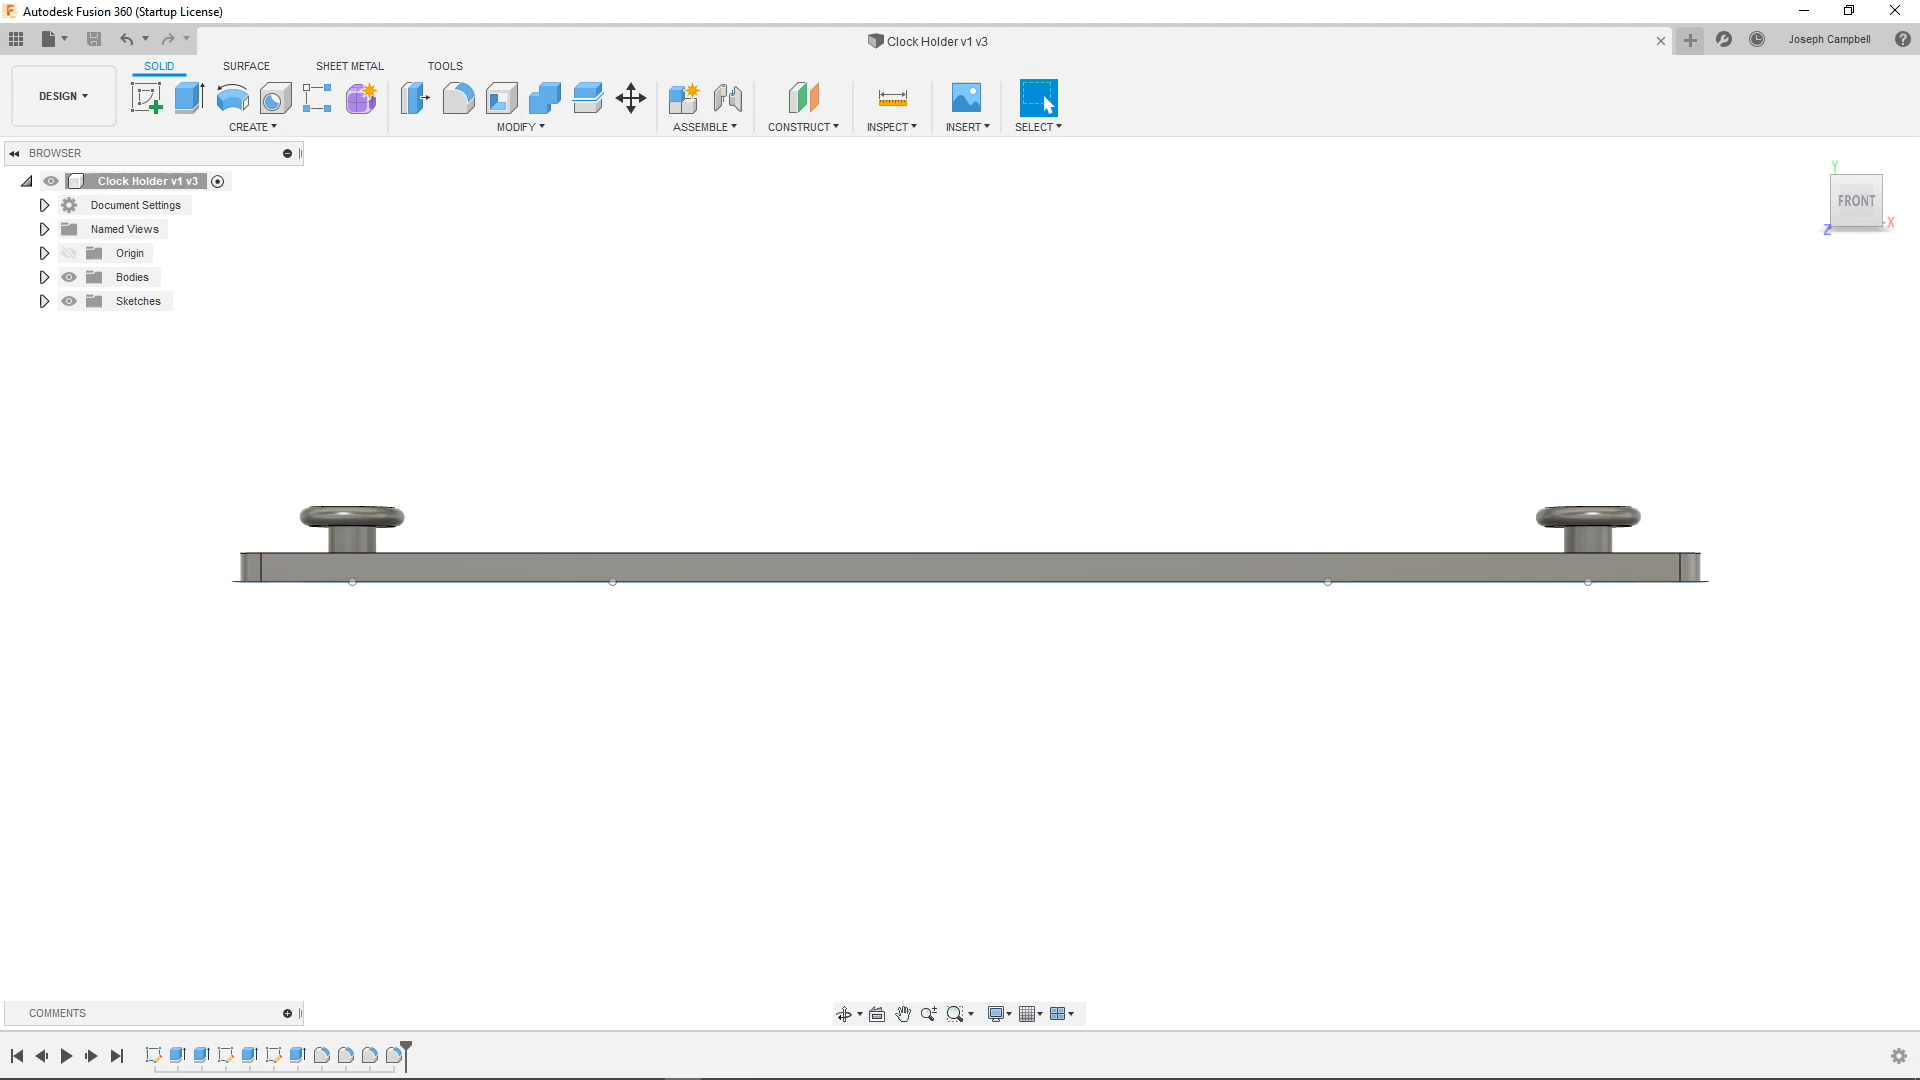 Autodesk Fusion 360 (Startup License)
Clock Holder v1 v3
Joseph Campbell
SOLID
SURFACE
SHEET METAL
TOOLS
DESIGN
CREATE
MODIFY
ASSEMBLE
CONSTRUCT
INSPECT
INSERT
SELECT
BROWSER
Clock Holder v1 v3
Document Settings
Named Views
Origin
Bodies
Sketches
Y
FRONT
X
Z
COMMENTS